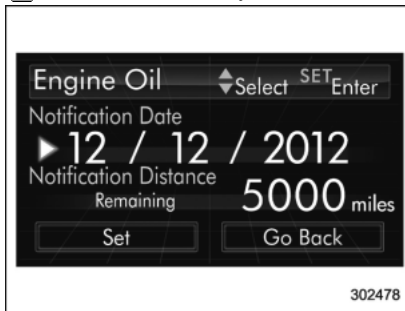 Engine Oil Select SET Enter
Notification Date
12 / 12 / 2012
Notification Distance
Remaining 5000 miles
Set Go Back
302478